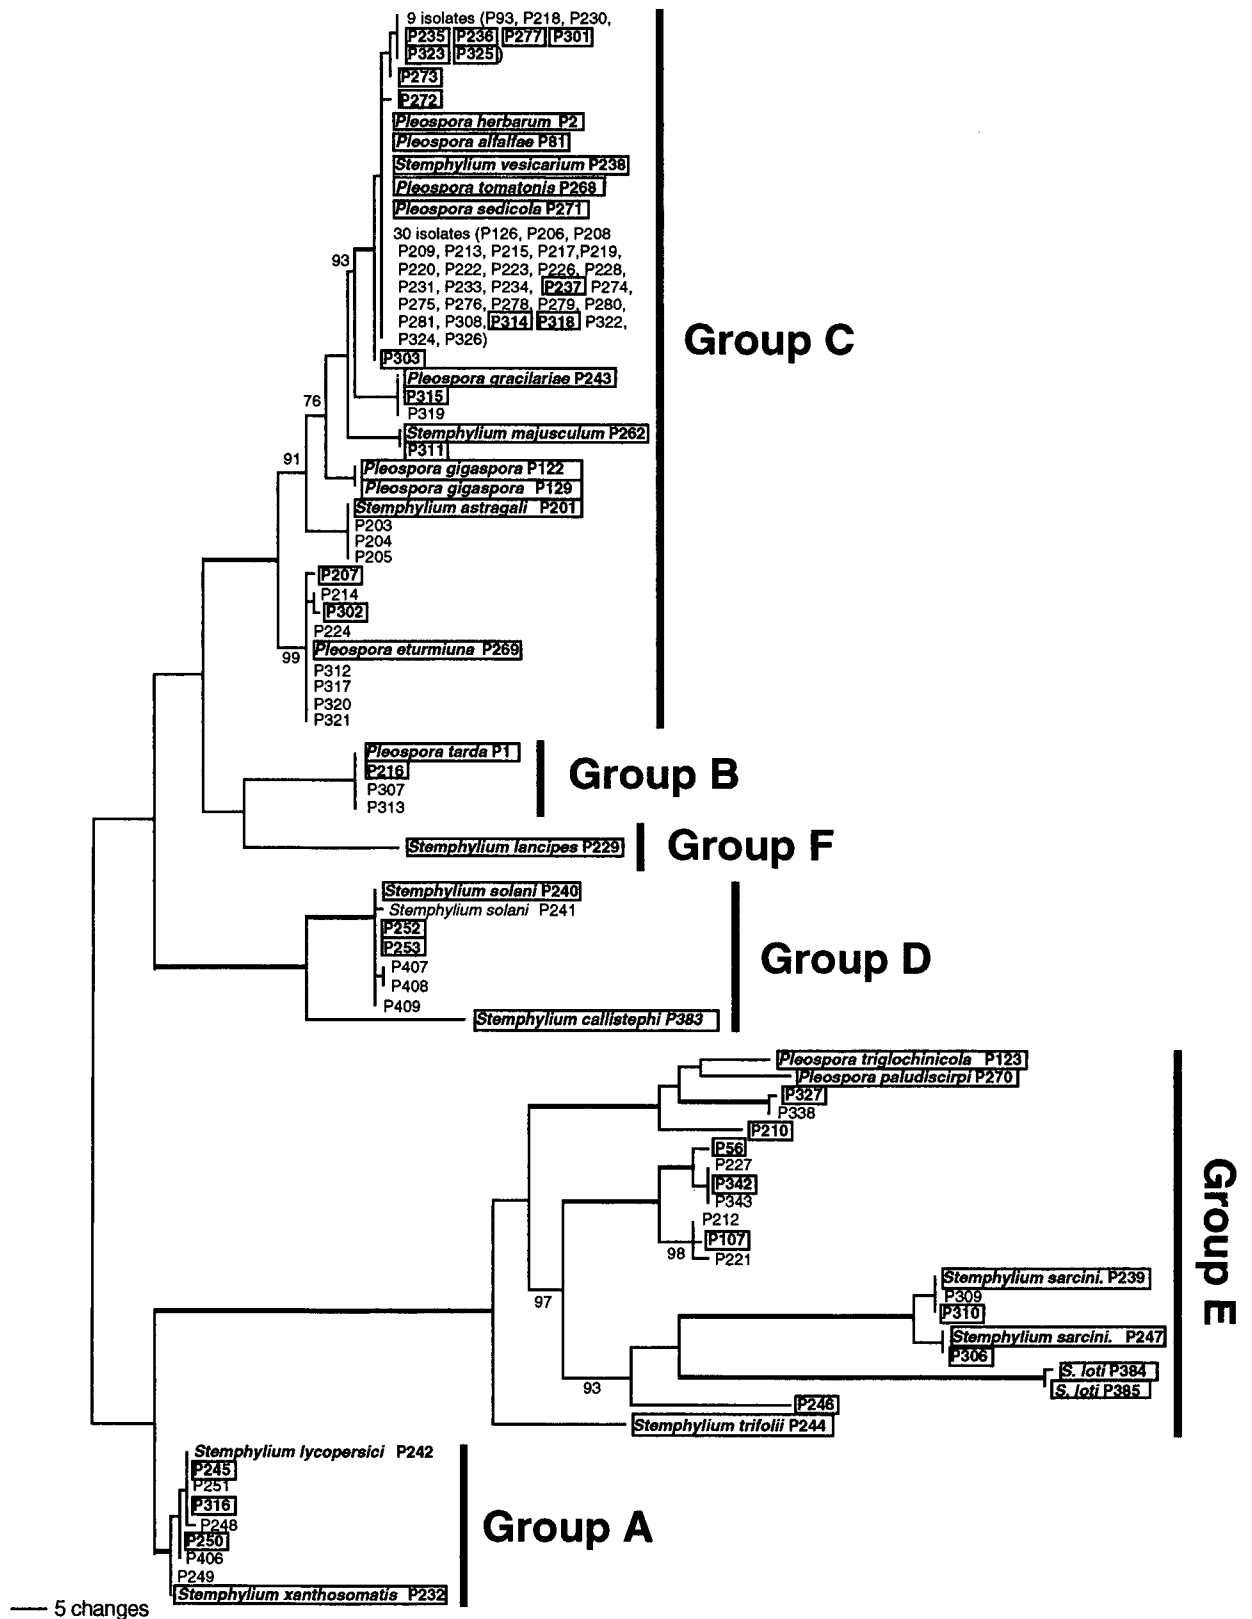 9 isolates (P93, P218, P230,
P235 P236 P277 P301
P323 P325)
P273
P272
Pleospora herbarum P2
Pleospora alfalfae P81
Stemphylium vesicarium P238
Pleospora tomatonis P268
Pleospora sedicola P271
30 isolates (P126, P206, P208
P209, P213, P215, P217,P219,
P220, P222, P223, P226, P228,
P231, P233, P234, P237 P274,
P275, P276, P278, P279, P280,
P281, P308, P314 P318 P322,
P324, P326)
93
P303
Group C
Pleospora gracilariae P243
P315
76
P319
Stemphylium majusculum P262
P311
91
Pleospora gigaspora P122
Pleospora gigaspora P129
Stemphylium astragali P201
P203
P204
P205
P207
P214
P302
P224
Pleospora eturmiuna P269
99
P312
P317
P320
P321
Pleospora tarda P1
P216
Group B
P307
P313
Stemphylium lancipes P229
Group F
Stemphylium solani P240
Stemphylium solani P241
P252
P253
Group D
P407
P408
P409
Stemphylium callistephi P383
Pleospora triglochinicola P123
Pleospora paludiscirpi P270
P327
P338
P210
P56
P227
P342
P343
P212
P107
98
P221
Group E
Stemphylium sarcini. P239
P309
97
P310
Stemphylium sarcini. P247
P306
S. loti P384
93
S. loti P385
P246
Stemphylium trifolii P244
Stemphylium lycopersici P242
P245
P251
P316
P248
Group A
P250
P406
P249
Stemphylium xanthosomatis P232
5 changes